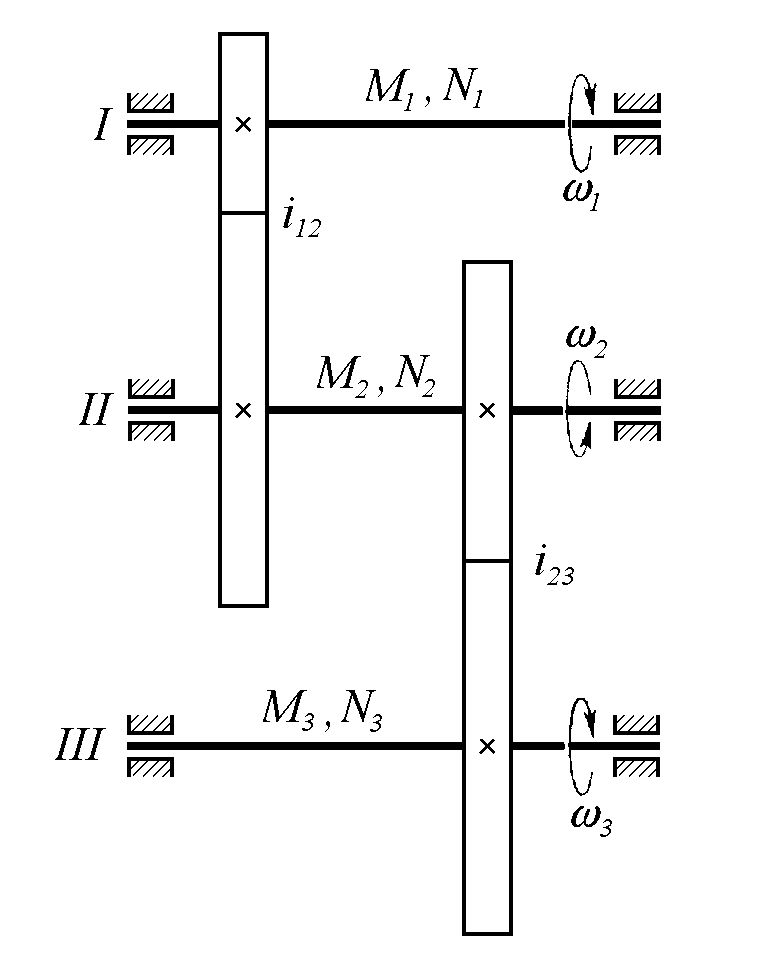 M₁, N₁
I
ω₁
i₁₂
ω₂
M₂, N₂
II
i₂₃
M₃, N₃
III
ω₃